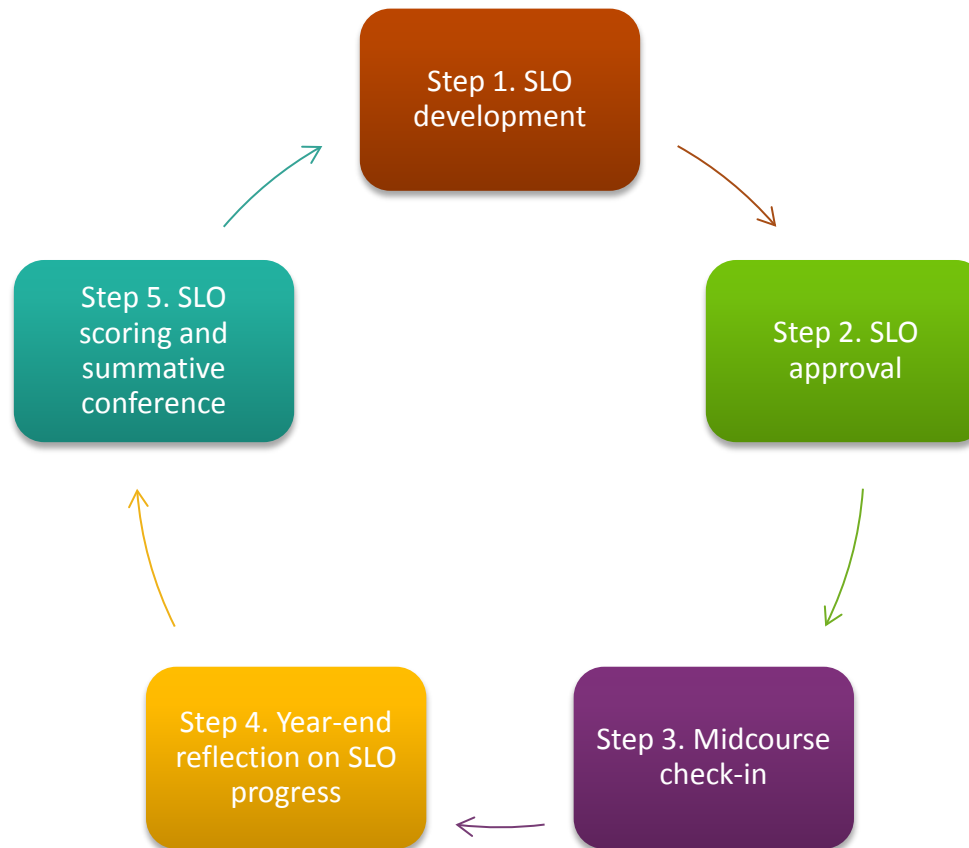 Step 1. SLO
development
Step 2. SLO
approval
Step 3. Midcourse
check-in
Step 4. Year-end
reflection on SLO
progress
Step 5. SLO
scoring and
summative
conference